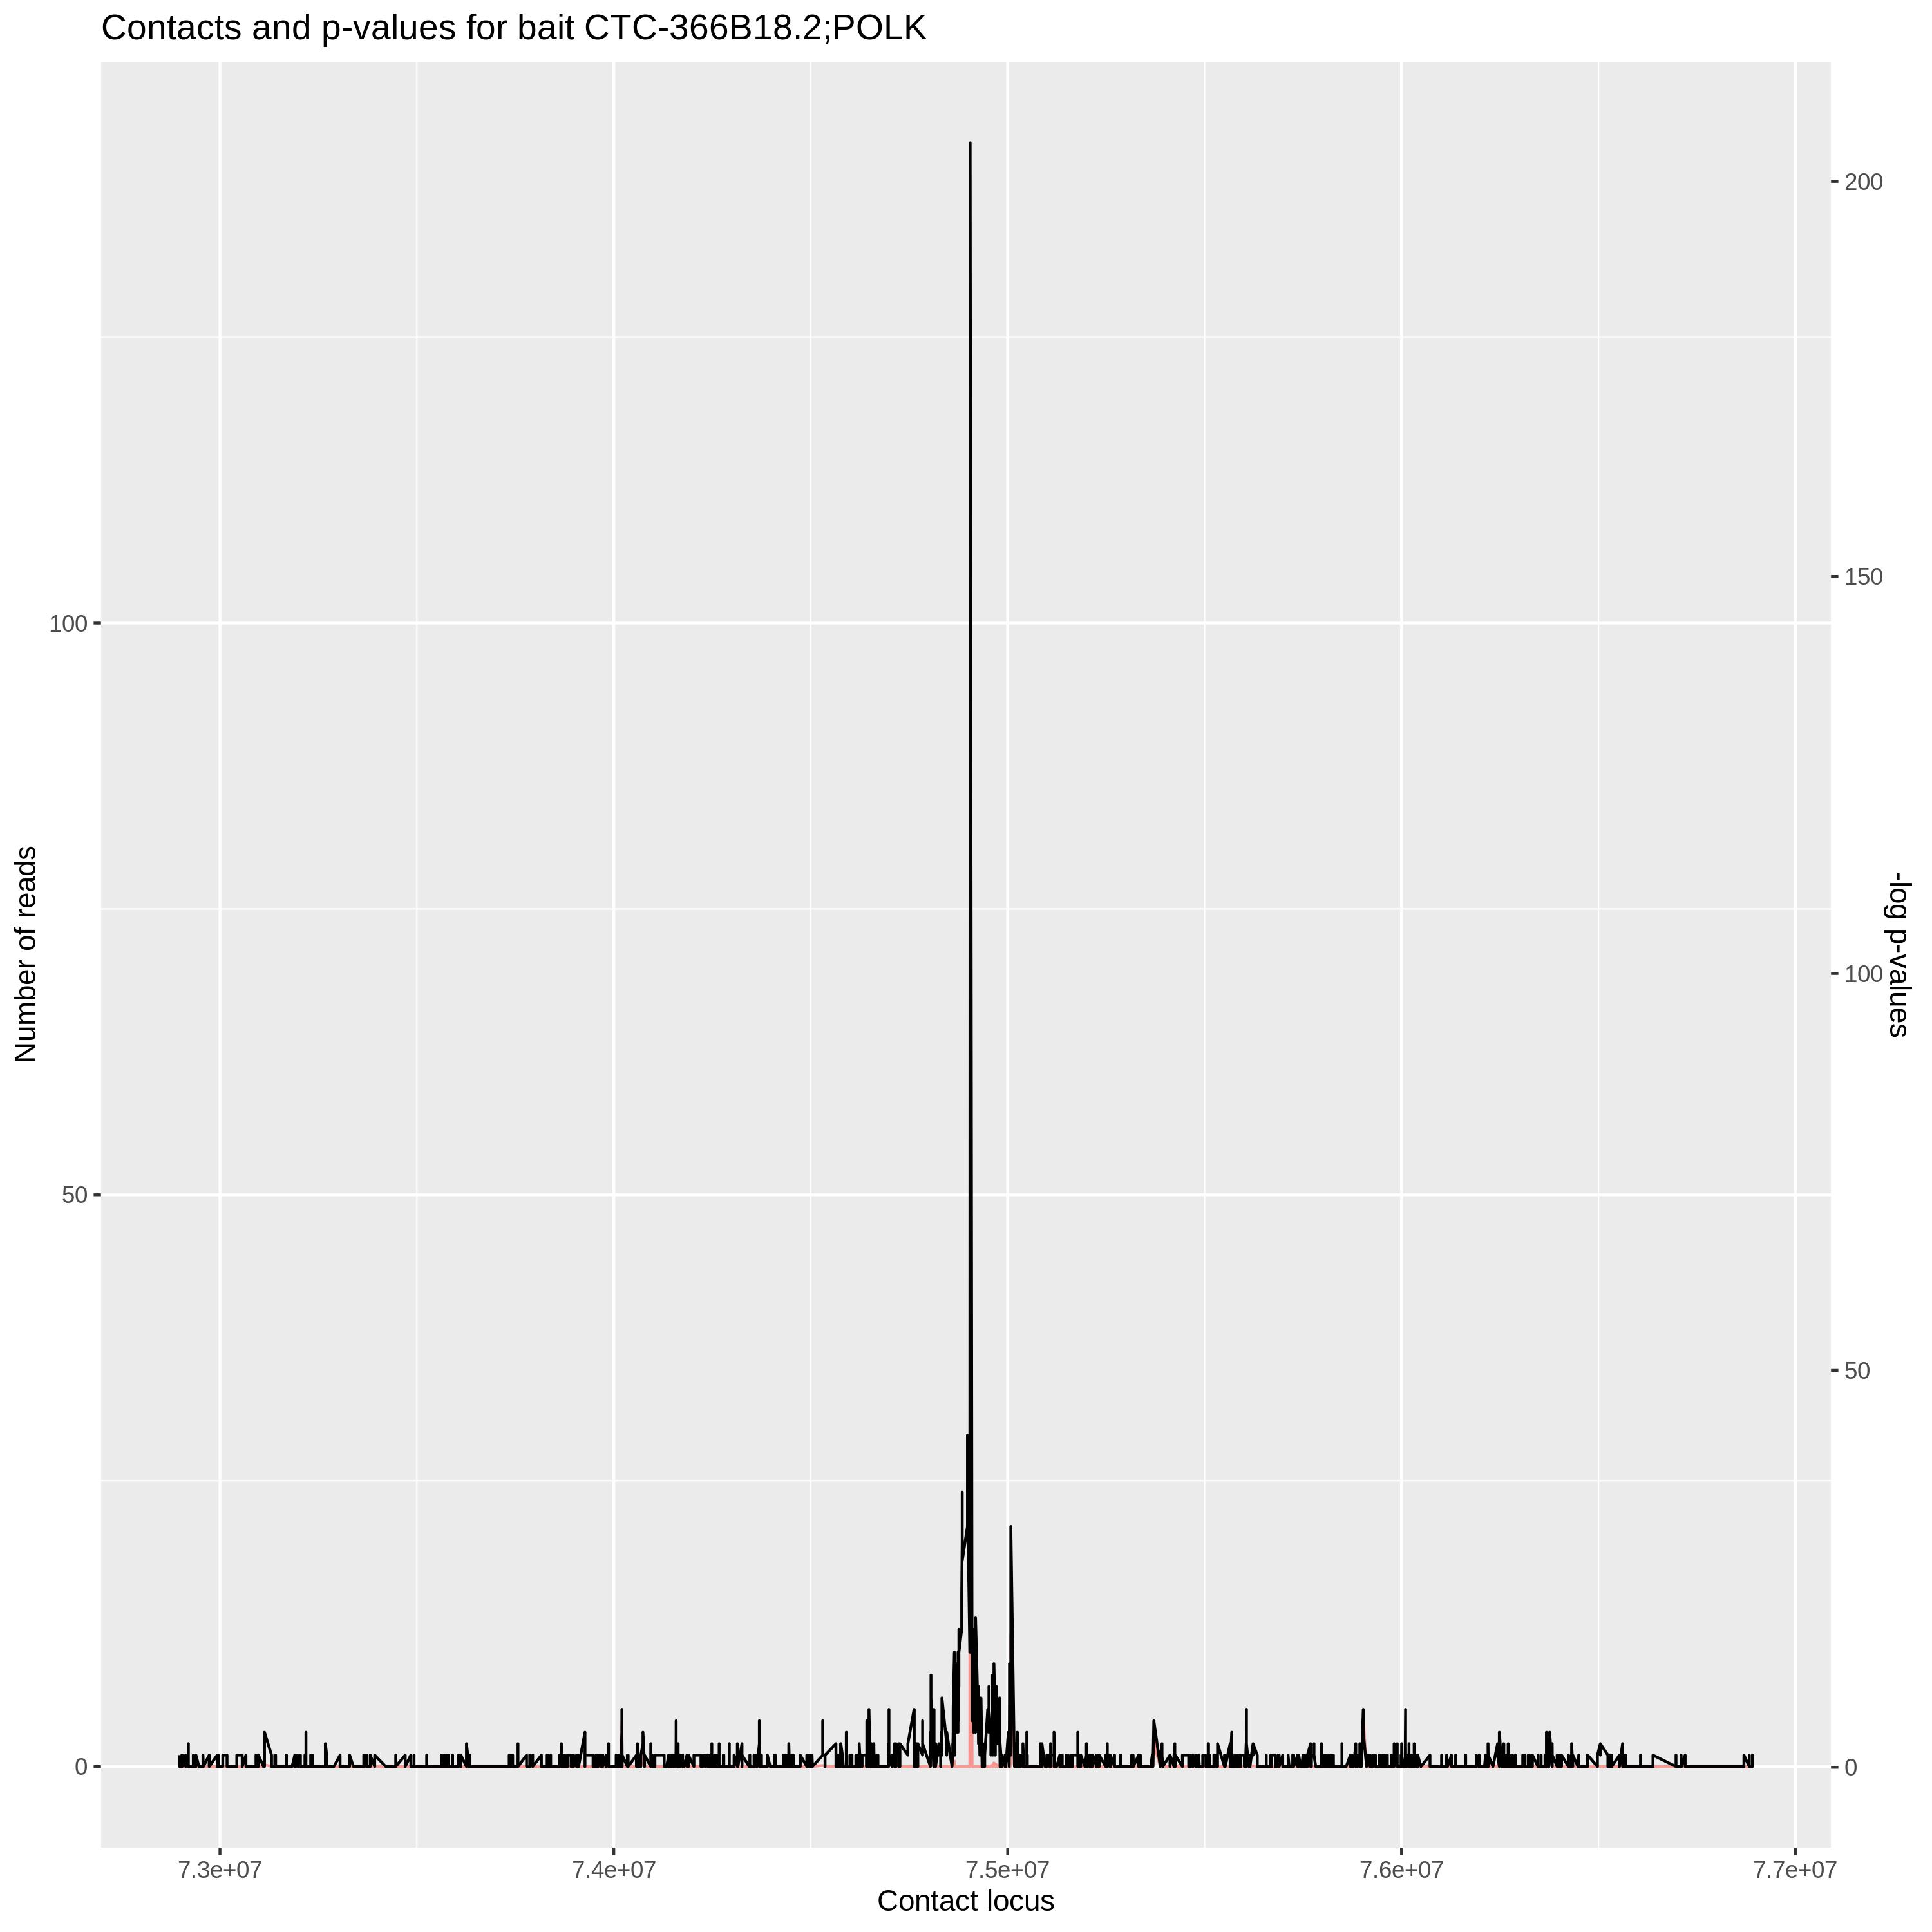 Contacts and p-values for bait CTC-366B18.2;POLK
200
150
100
100
50
50
0
0
Number of reads
-log p-values
7.3e+07 7.4e+07 7.5e+07 7.6e+07 7.7e+07
Contact locus